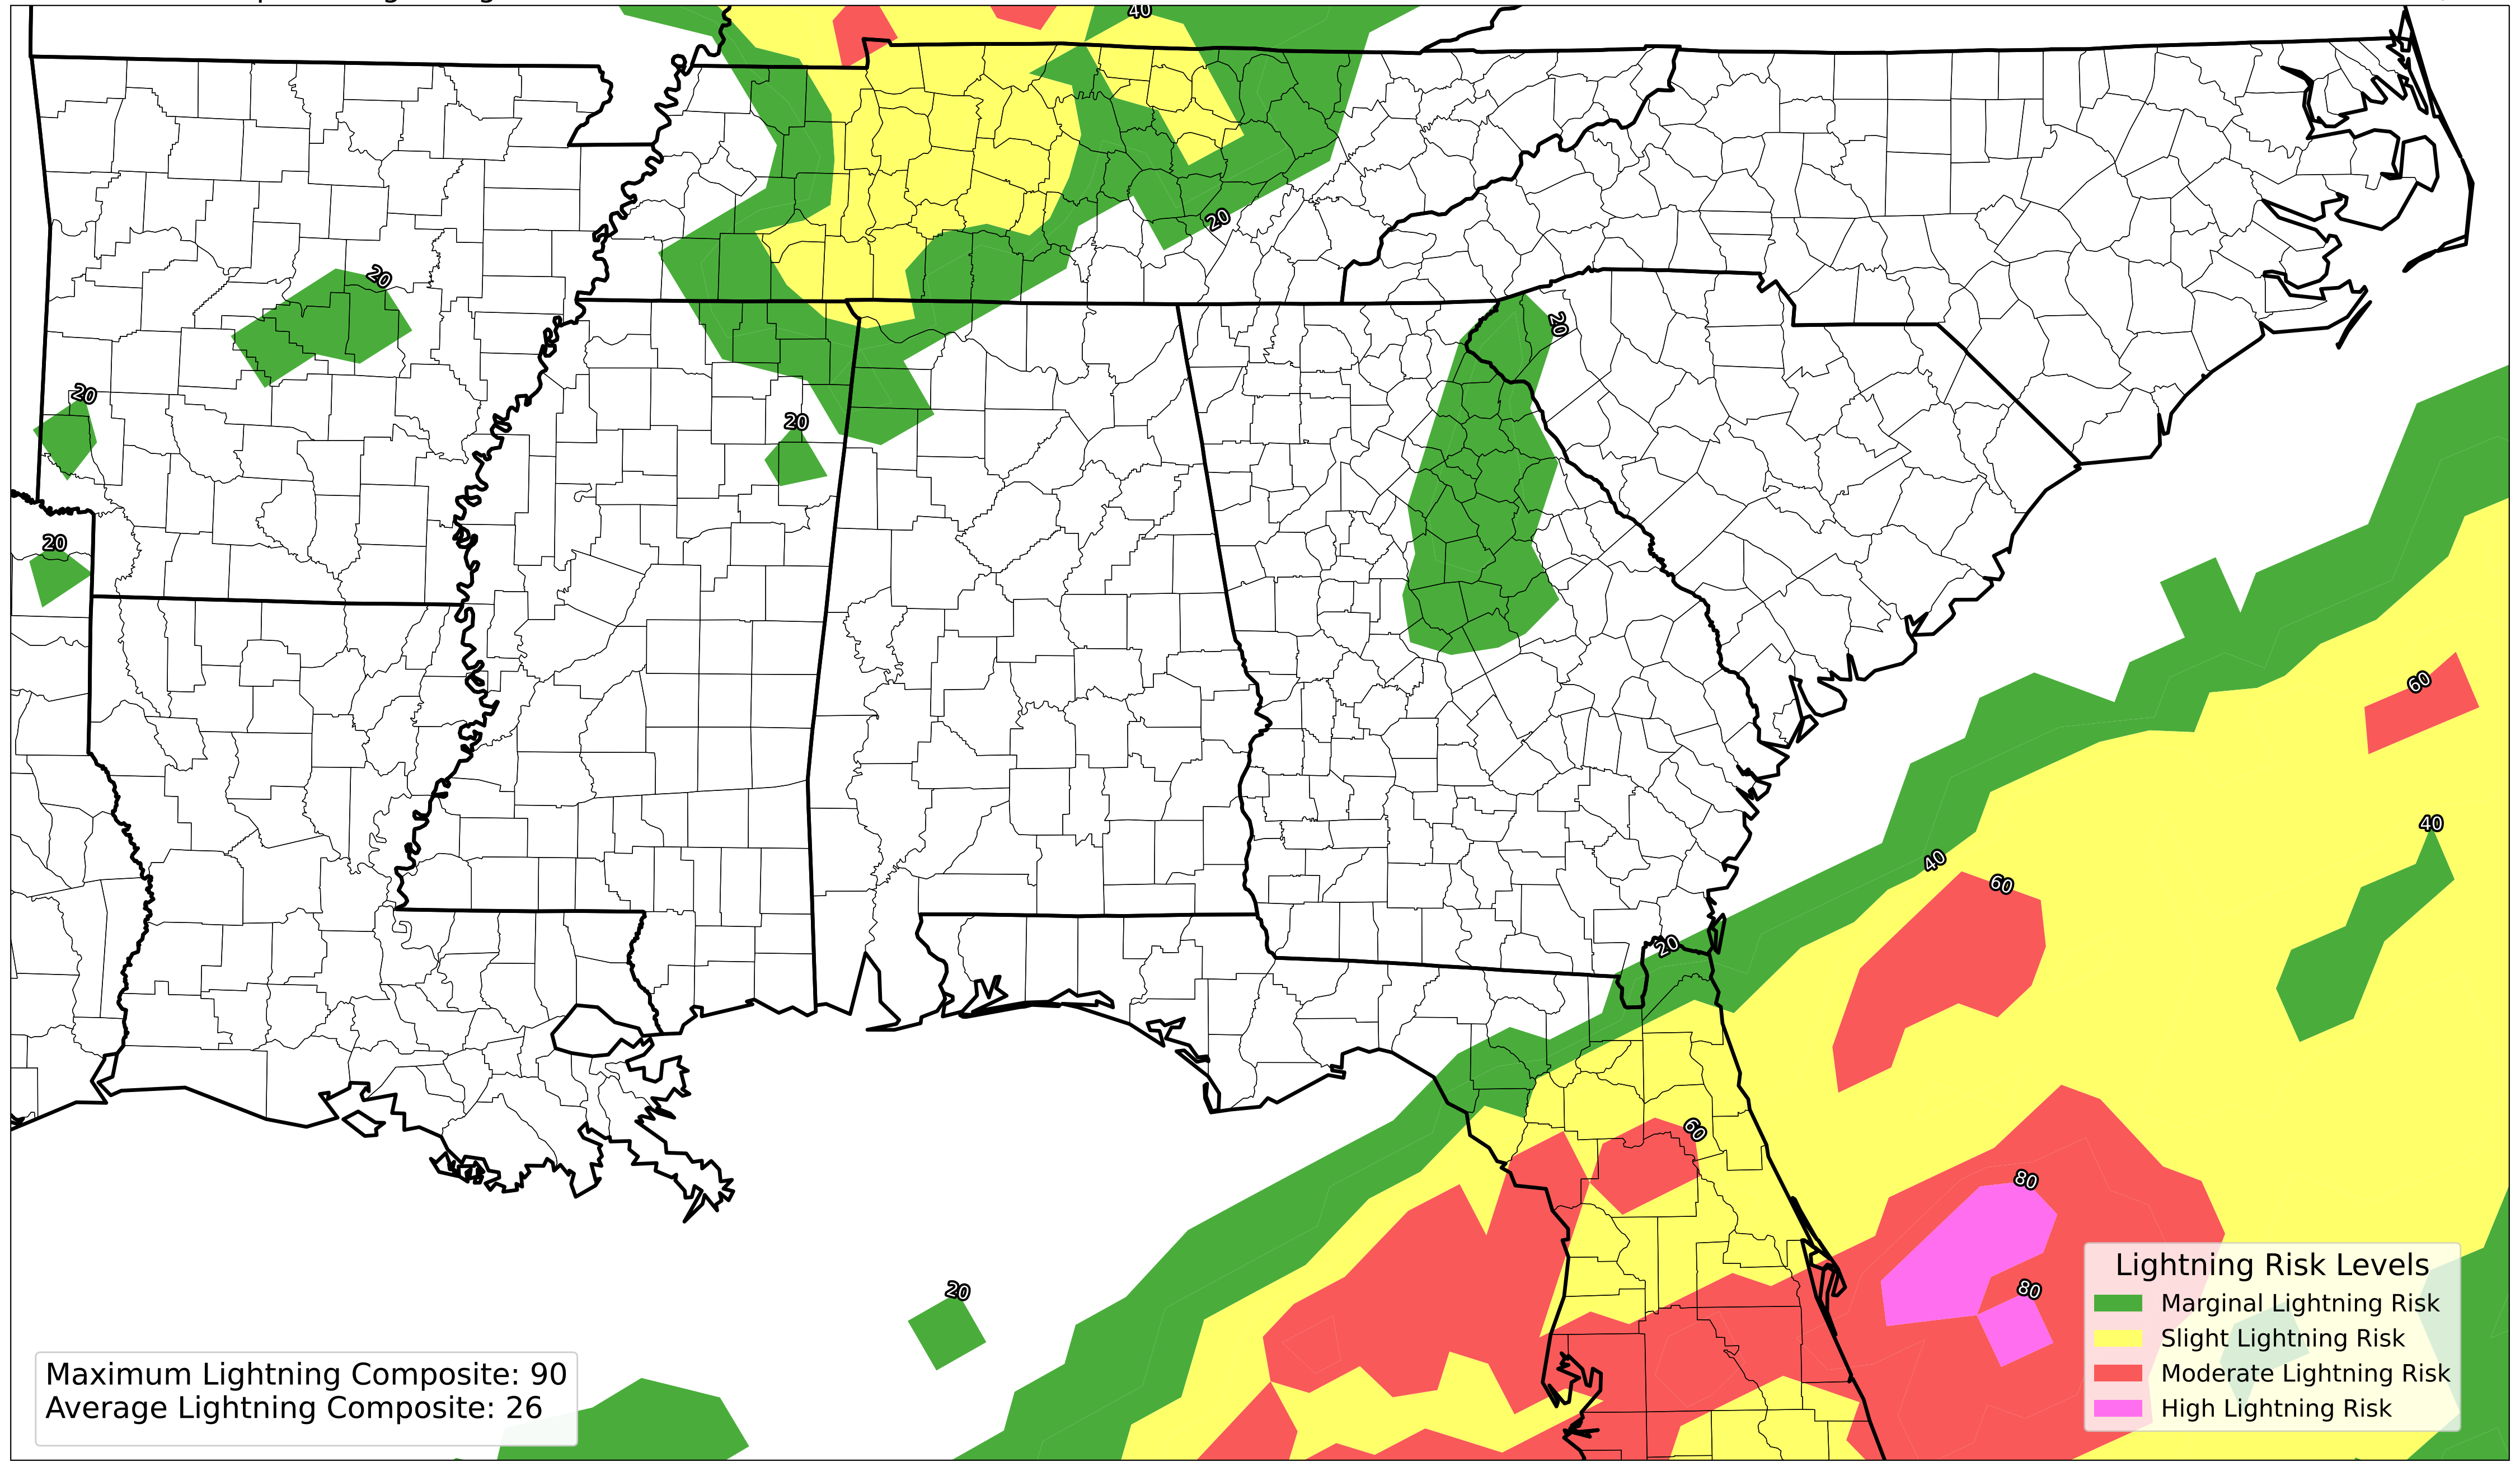 40
20
20
20
20
20
20
60
40
40
60
20
60
80
80
20
Lightning Risk Levels
Marginal Lightning Risk
Slight Lightning Risk
Moderate Lightning Risk
High Lightning Risk
Maximum Lightning Composite: 90
Average Lightning Composite: 26